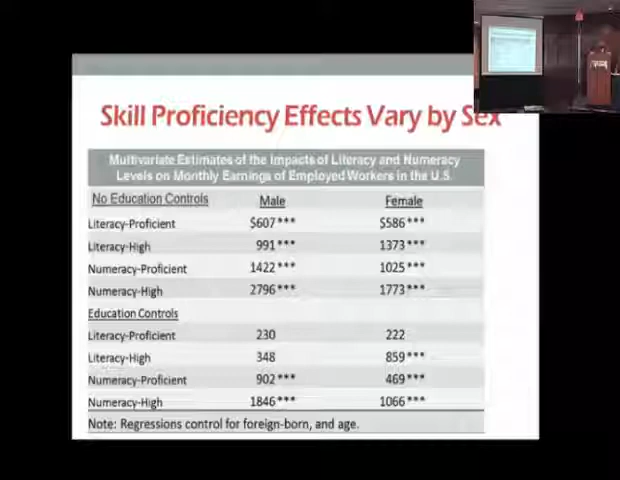 Skill Proficiency Effects Vary by Sex
Multivariate Estimates of the Impacts of Literacy and Numeracy
Levels on Monthly Earnings of Employed Workers in the U.S.
No Education Controls Male Female
Literacy-Proficient $607*** $586***
Literacy-High 991*** 1373***
Numeracy-Proficient 1422*** 1025***
Numeracy-High 2796*** 1773***
Education Controls
Literacy-Proficient 230 222
Literacy-High 348 859***
Numeracy-Proficient 902*** 469***
Numeracy-High 1846*** 1066***
Note: Regressions control for foreign-born, and age.